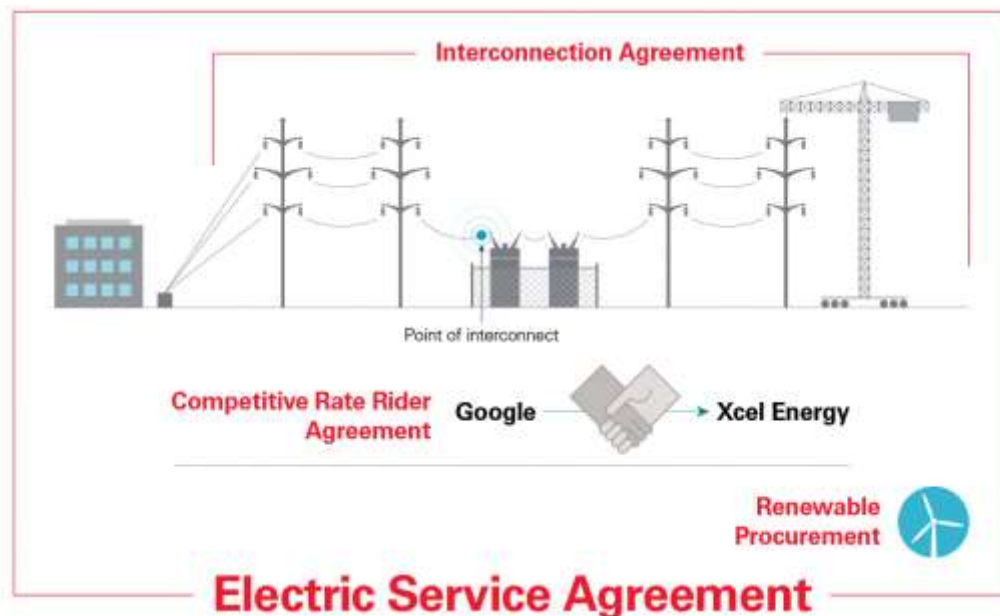 Interconnection Agreement
Point of interconnect
Competitive Rate Rider
Agreement
Google
Xcel Energy
Renewable
Procurement
Electric Service Agreement